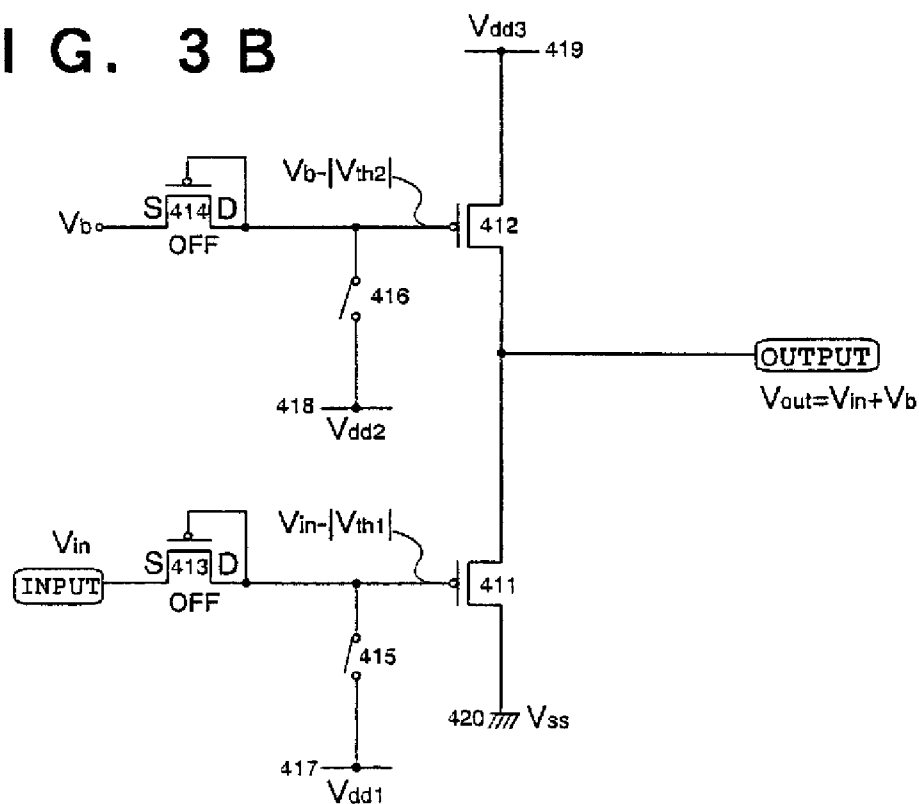 I G. 3 B
Vdd3
419
Vb-|Vth2|
S 414 D
Vb
OFF
412
416
OUTPUT
Vout=Vin+Vb
418
Vdd2
Vin
Vin-|Vth1|
S 413 D
INPUT
OFF
411
415
420 Vss
417
Vdd1